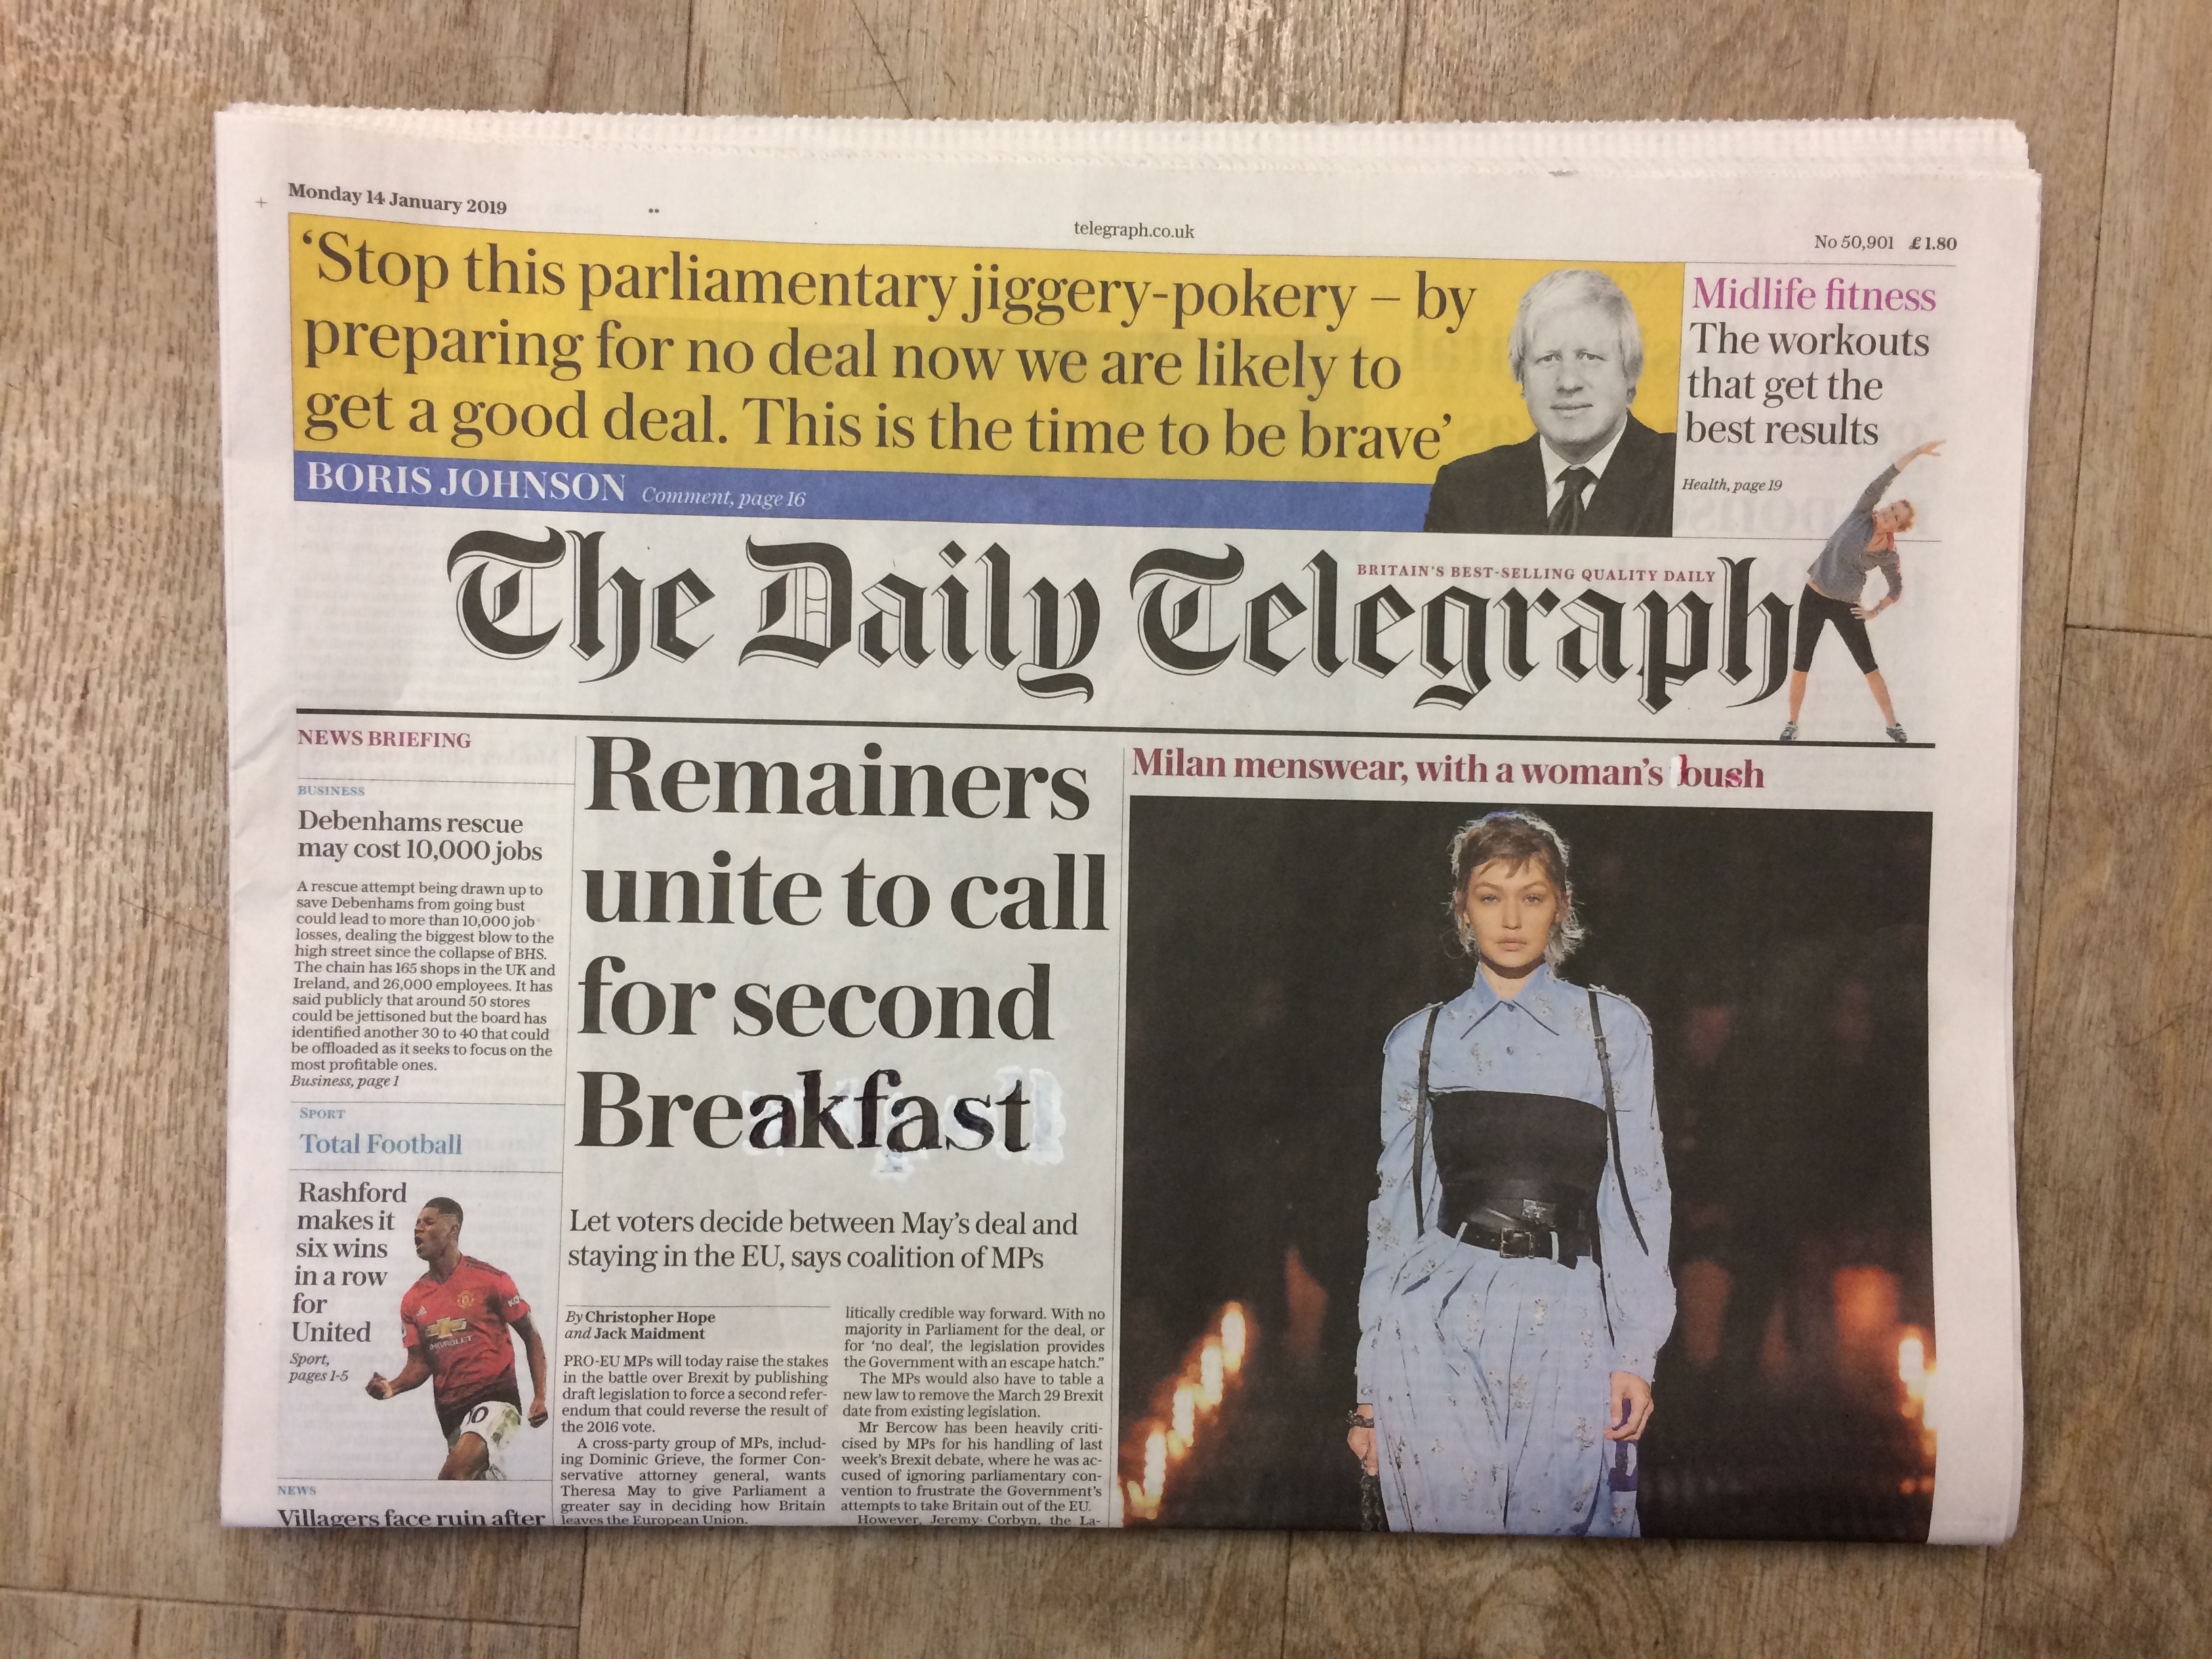 Monday 14 January 2019
telegraph.co.uk
No 50,901 £1.80
‘Stop this parliamentary jiggery-pokery – by
preparing for no deal now we are likely to
get a good deal. This is the time to be brave’
BORIS JOHNSON Comment, page 16
Midlife fitness
The workouts
that get the
best results
Health, page 19
The Daily Telegraph
BRITAIN'S BEST-SELLING QUALITY DAILY
NEWS BRIEFING
BUSINESS
Debenhams rescue
may cost 10,000 jobs
A rescue attempt being drawn up to
save Debenhams from going bust
could lead to more than 10,000 job
losses, dealing the biggest blow to the
high street since the collapse of BHS.
The chain has 165 shops in the UK and
Ireland, and 26,000 employees. It has
said publicly that around 50 stores
could be jettisoned but the board has
identified another 30 to 40 that could
be offloaded as it seeks to focus on the
most profitable ones.
Business, page 1
SPORT
Total Football
Rashford
makes it
six wins
in a row
for
United
Sport,
pages 1-5
CHEVROLET
10
NEWS
Villagers face ruin after
Remainers
unite to call
for second
Breakfast
Let voters decide between May’s deal and
staying in the EU, says coalition of MPs
By Christopher Hope
and Jack Maidment
PRO-EU MPs will today raise the stakes
in the battle over Brexit by publishing
draft legislation to force a second refer-
endum that could reverse the result of
the 2016 vote.
A cross-party group of MPs, includ-
ing Dominic Grieve, the former Con-
servative attorney general, wants
Theresa May to give Parliament a
greater say in deciding how Britain
leaves the European Union.
litically credible way forward. With no
majority in Parliament for the deal, or
for ‘no deal’, the legislation provides
the Government with an escape hatch.”
The MPs would also have to table a
new law to remove the March 29 Brexit
date from existing legislation.
Mr Bercow has been heavily criti-
cised by MPs for his handling of last
week’s Brexit debate, where he was ac-
cused of ignoring parliamentary con-
vention to frustrate the Government’s
attempts to take Britain out of the EU.
However, Jeremy Corbyn, the La-
Milan menswear, with a woman’s bush